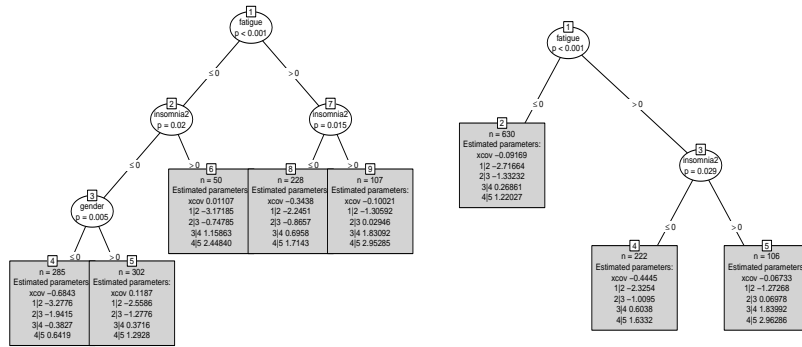 1
fatigue
p < 0.001
≤ 0
> 0
2
insomnia2
p = 0.02
7
insomnia2
p = 0.015
≤ 0
> 0
≤ 0
> 0
3
gender
p = 0.005
≤ 0
> 0
6
n = 50
Estimated parameters:
xcov 0.01107
1|2 −3.17185
2|3 −0.74785
3|4 1.15863
4|5 2.44840
8
n = 228
Estimated parameters:
xcov −0.3438
1|2 −2.2451
2|3 −0.8657
3|4 0.6958
4|5 1.7143
9
n = 107
Estimated parameters:
xcov −0.10021
1|2 −1.30592
2|3 0.02946
3|4 1.83092
4|5 2.95285
4
n = 285
Estimated parameters:
xcov −0.6843
1|2 −3.2776
2|3 −1.9415
3|4 −0.3827
4|5 0.6419
5
n = 302
Estimated parameters:
xcov 0.1187
1|2 −2.5586
2|3 −1.2776
3|4 0.3716
4|5 1.2928
1
fatigue
p < 0.001
≤ 0
> 0
2
n = 630
Estimated parameters:
xcov −0.09169
1|2 −2.71664
2|3 −1.33232
3|4 0.26861
4|5 1.22027
3
insomnia2
p = 0.029
≤ 0
> 0
4
n = 222
Estimated parameters:
xcov −0.4445
1|2 −2.3254
2|3 −1.0095
3|4 0.6038
4|5 1.6332
5
n = 106
Estimated parameters:
xcov −0.06733
1|2 −1.27268
2|3 0.06978
3|4 1.83992
4|5 2.96286